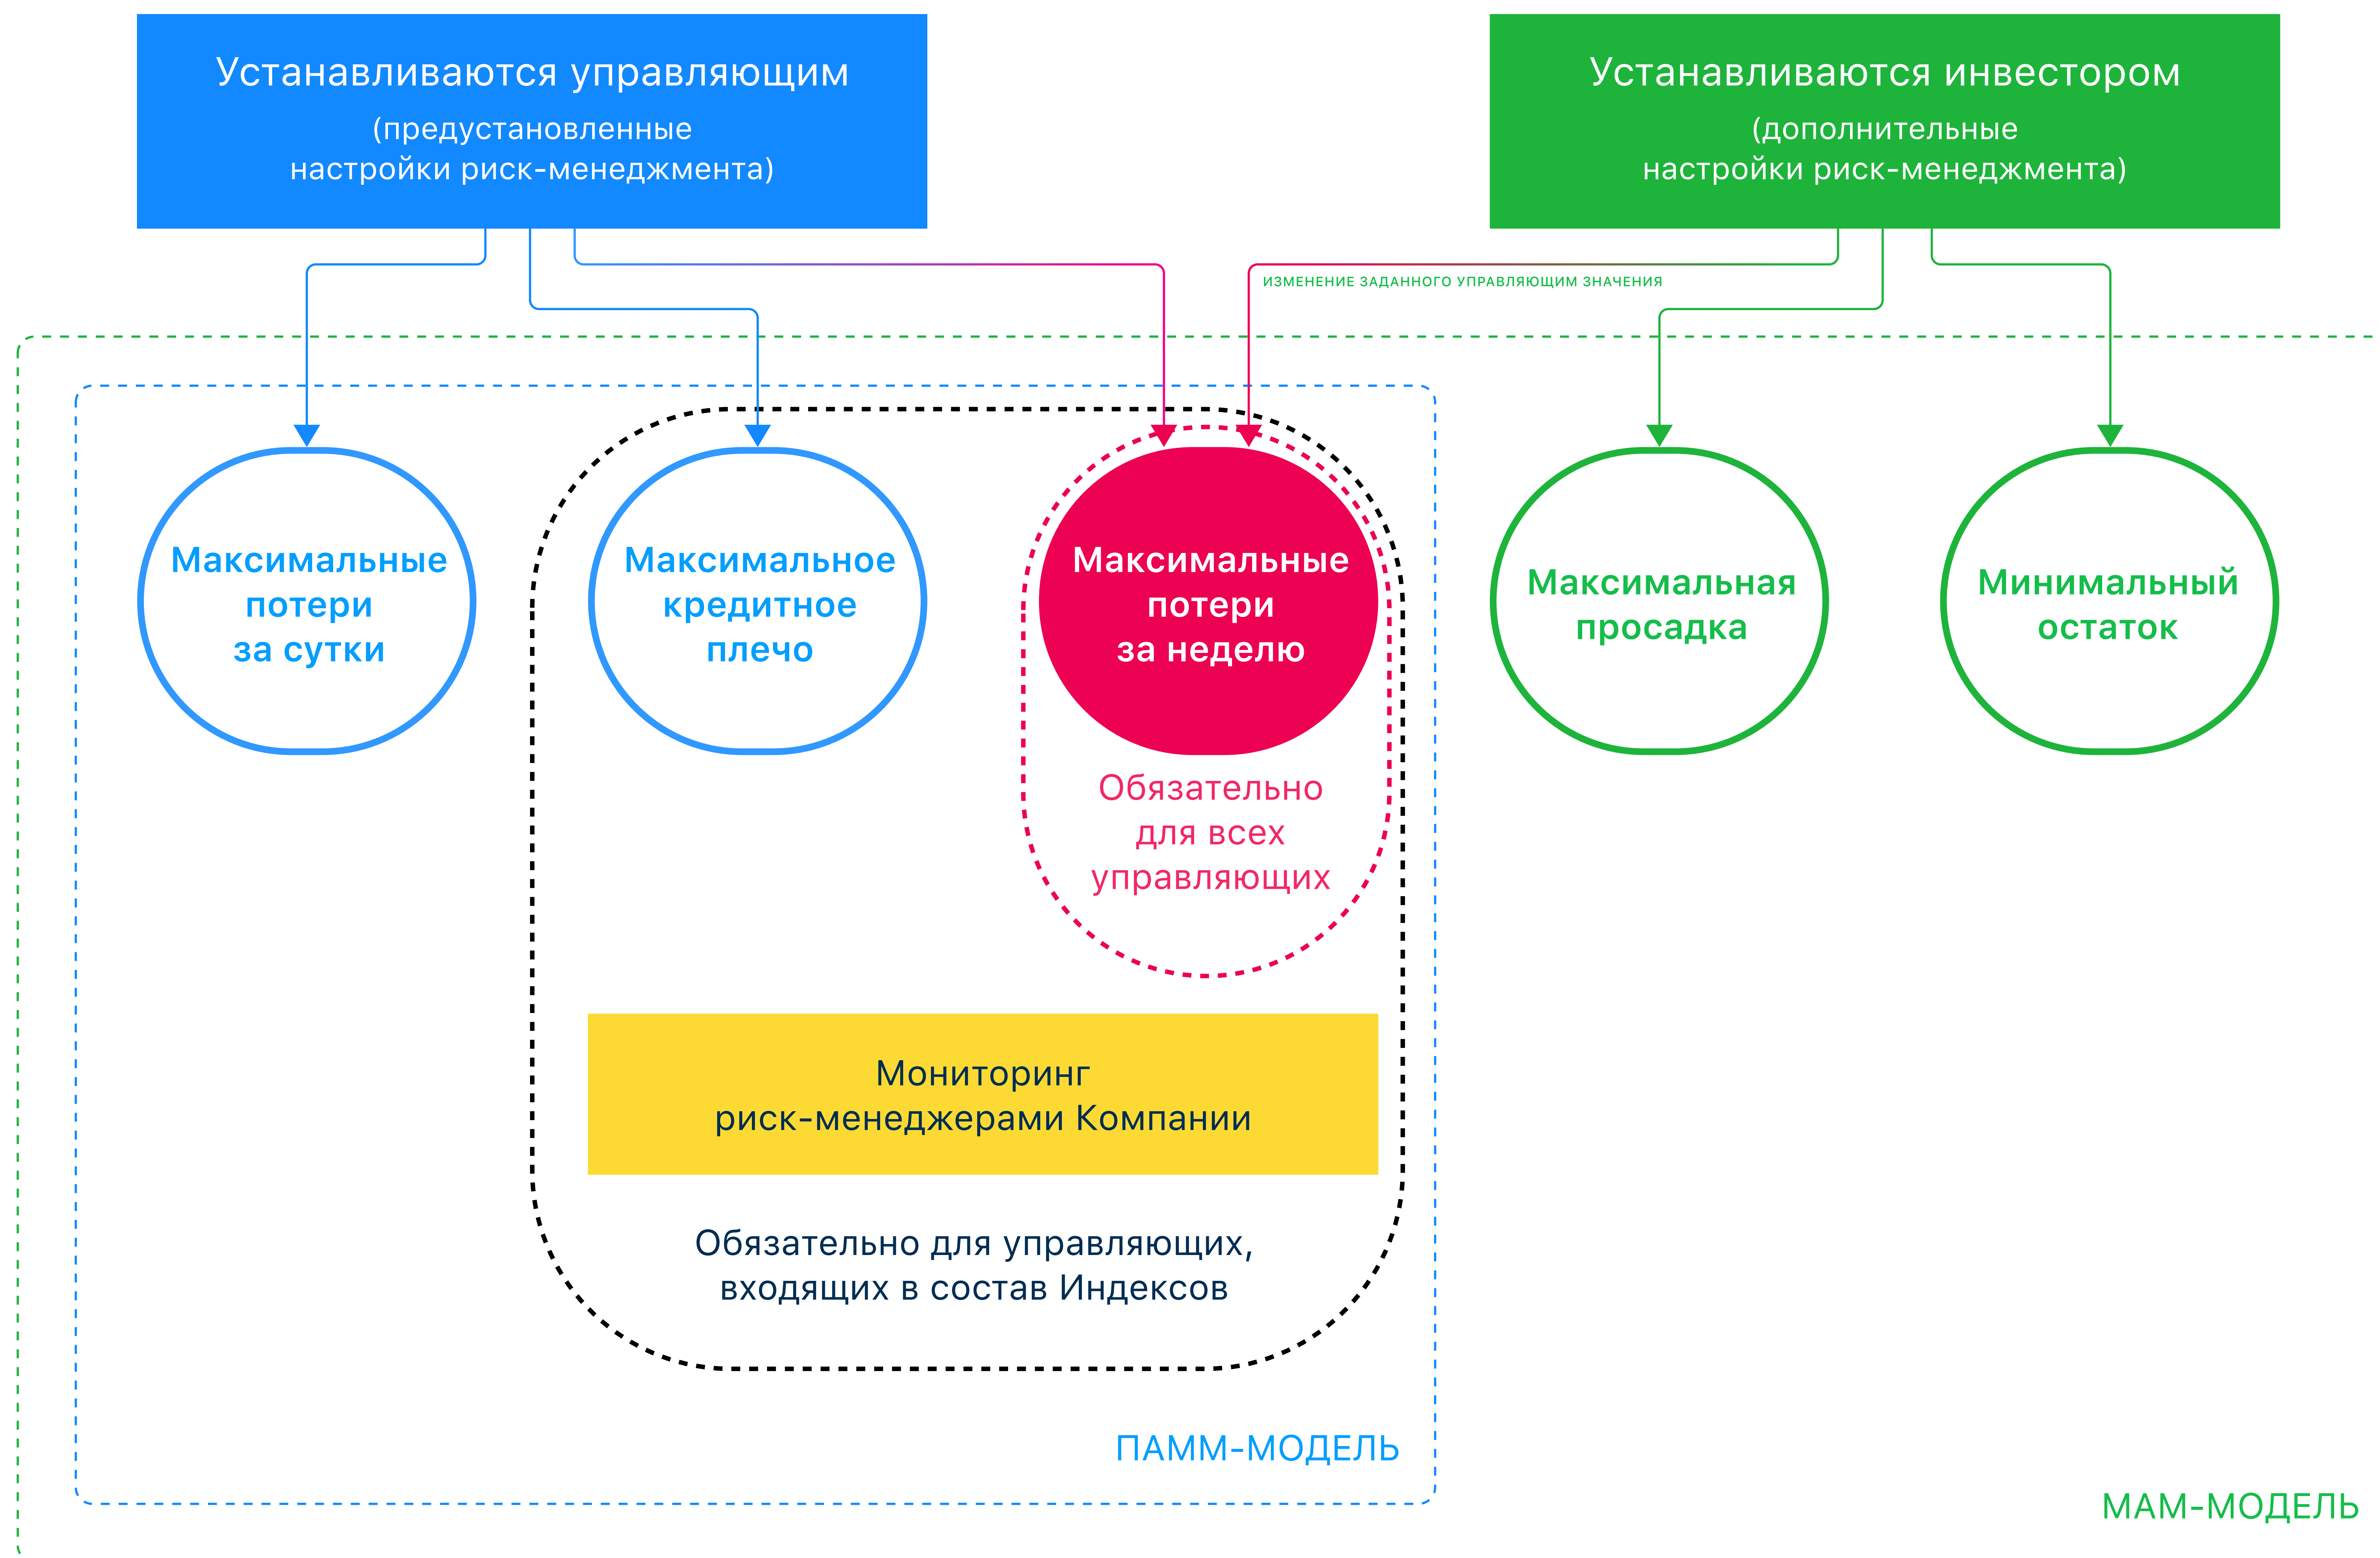 Устанавливаются управляющим
(предустановленные
настройки риск-менеджмента)
Устанавливаются инвестором
(дополнительные
настройки риск-менеджмента)
ИЗМЕНЕНИЕ ЗАДАННОГО УПРАВЛЯЮЩИМ ЗНАЧЕНИЯ
Максимальные
потери
за сутки
Максимальное
кредитное
плечо
Максимальные
потери
за неделю
Максимальная
просадка
Минимальный
остаток
Обязательно
для всех
управляющих
Мониторинг
риск-менеджерами Компании
Обязательно для управляющих,
входящих в состав Индексов
ПАММ-МОДЕЛЬ
МАМ-МОДЕЛЬ